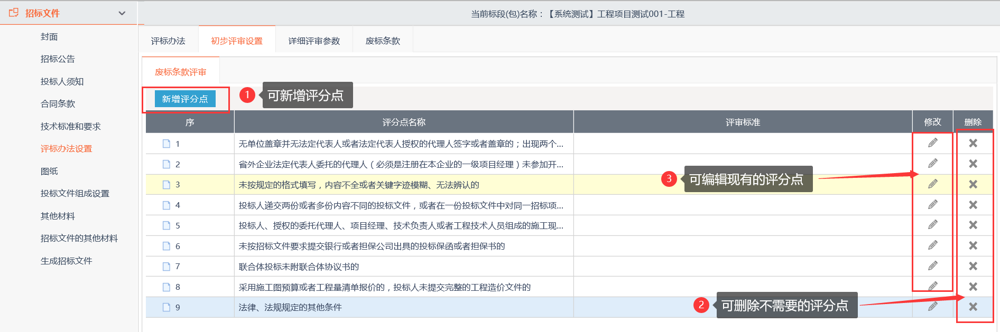 招标文件
当前标段(包)名称：【系统测试】工程项目测试001-工程
封面
招标公告
投标人须知
合同条款
技术标准和要求
评标办法设置
图纸
投标文件组成设置
其他材料
招标文件的其他材料
生成招标文件
评标办法 初步评审设置 详细评审参数 废标条款
废标条款评审
新增评分点
1 可新增评分点
序 评分点名称 评审标准 修改 删除
1 无单位盖章并无法定代表人或者法定代表人授权的代理人签字或者盖章的；出现两个...
2 省外企业法定代表人委托的代理人（必须是注册在本企业的一级项目经理）未参加开...
3 未按规定的格式填写，内容不全或者关键字迹模糊、无法辨认的
3 可编辑现有的评分点
4 投标人递交两份或者多份内容不同的投标文件，或者在一份投标文件中对同一招标项...
5 投标人、授权的委托代理人、项目经理、技术负责人或者工程技术人员组成的施工现...
6 未按招标文件要求提交银行或者担保公司出具的投标保函或者担保书的
7 联合体投标未附联合体协议书的
8 采用施工图预算或者工程量清单报价的，投标人未提交完整的工程造价文件的
9 法律、法规规定的其他条件
2 可删除不需要的评分点